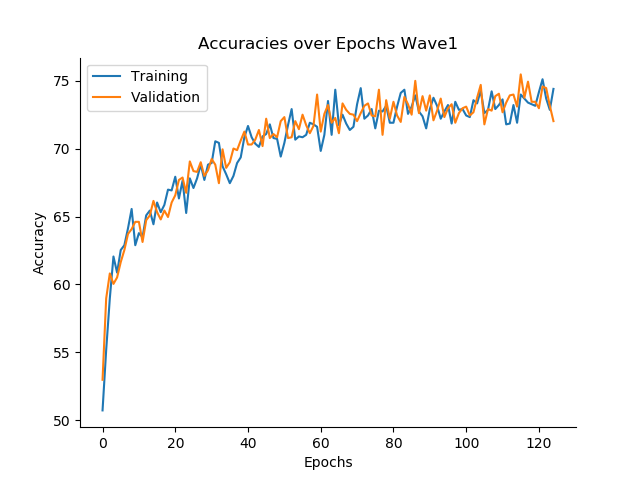 Accuracies over Epochs Wave1
Training
Validation
75
70
65
60
55
50
Accuracy
0 20 40 60 80 100 120
Epochs